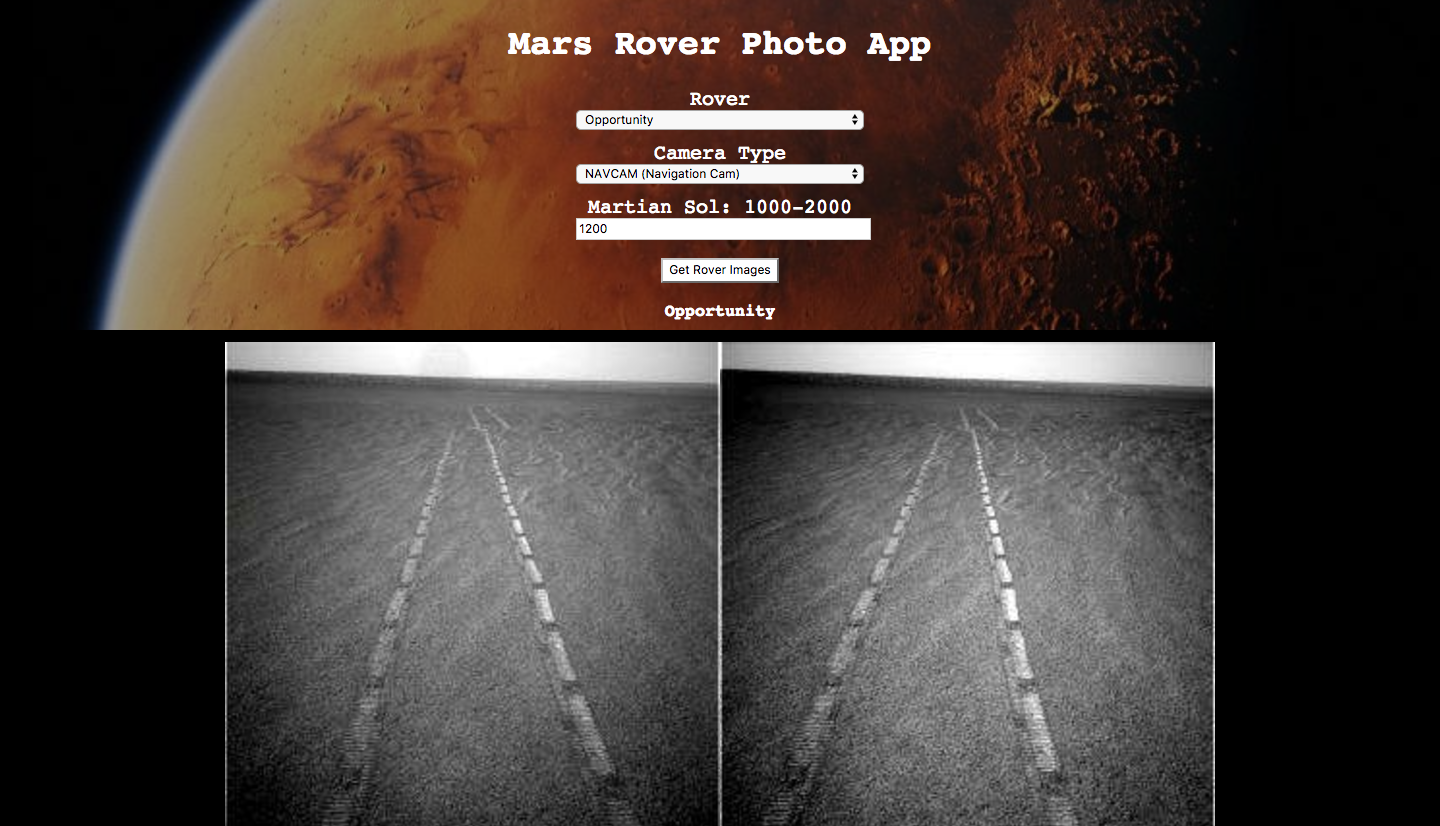 Mars Rover Photo App
Rover
Opportunity
Camera Type
NAVCAM (Navigation Cam)
Martian Sol: 1000-2000
1200
Get Rover Images
Opportunity